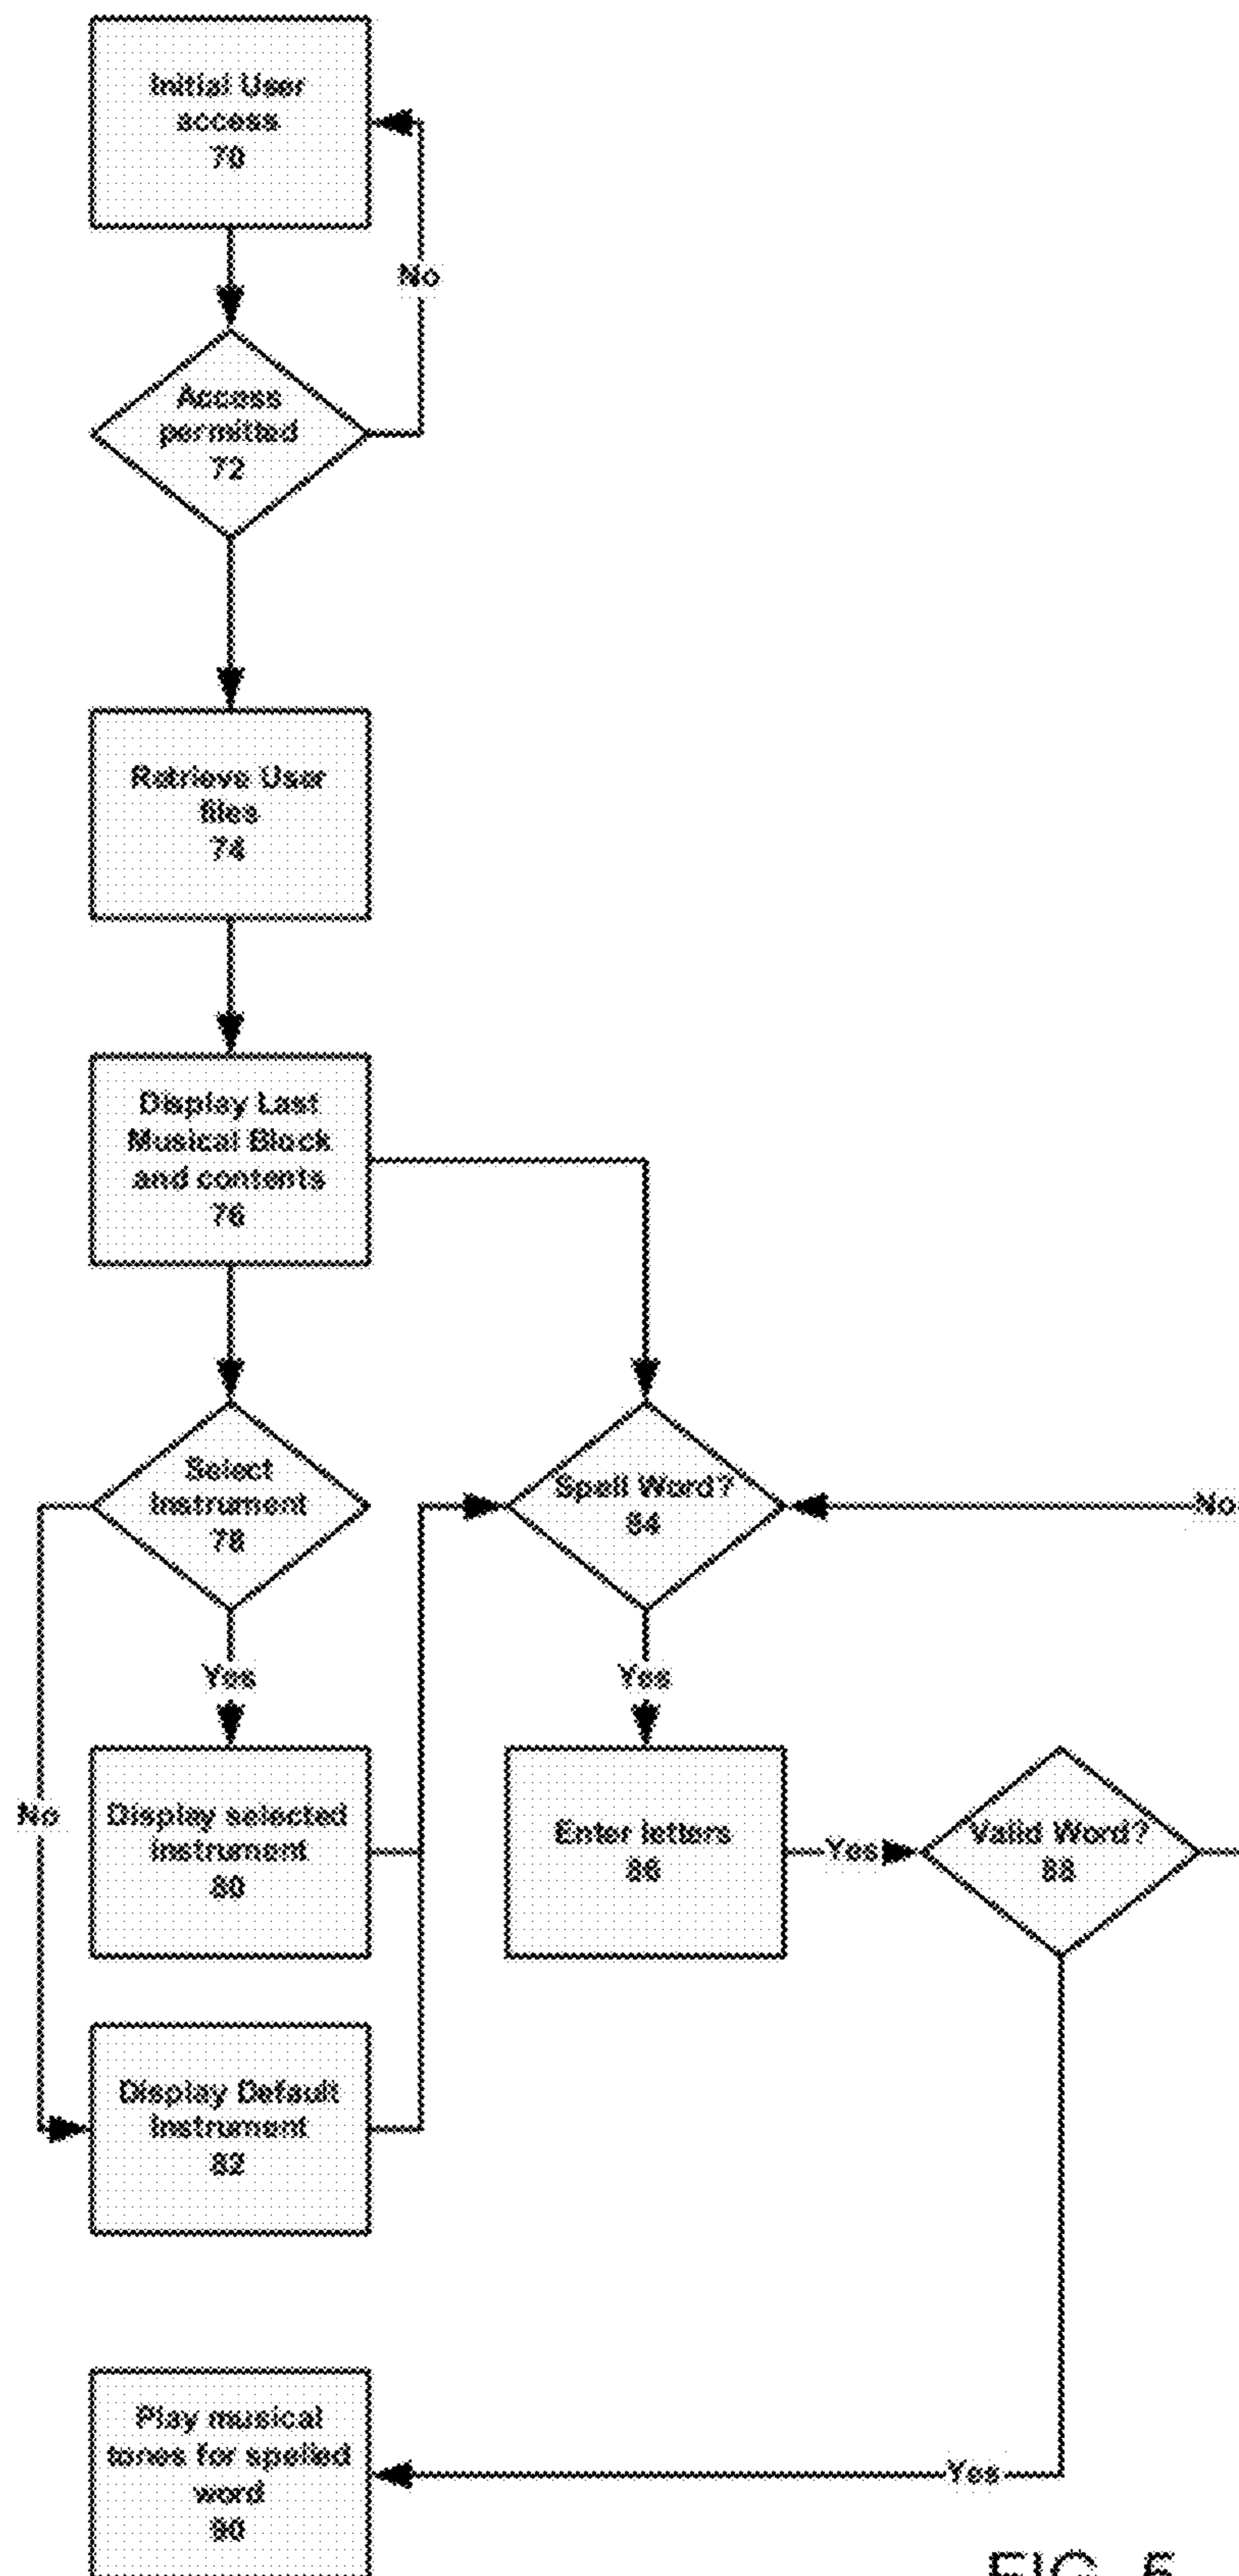 Initial User
access
70
No
Access
permitted
72
Retrieve User
files
74
Display Last
Musical Block
and contents
76
Select
Instrument
78
Spell Word?
84
No
Yes
Yes
No
Display selected
instrument
80
Enter letters
86
Yes
Valid Word?
88
Display Default
Instrument
82
Play musical
tones for spelled
word
90
Yes
FIG. 5